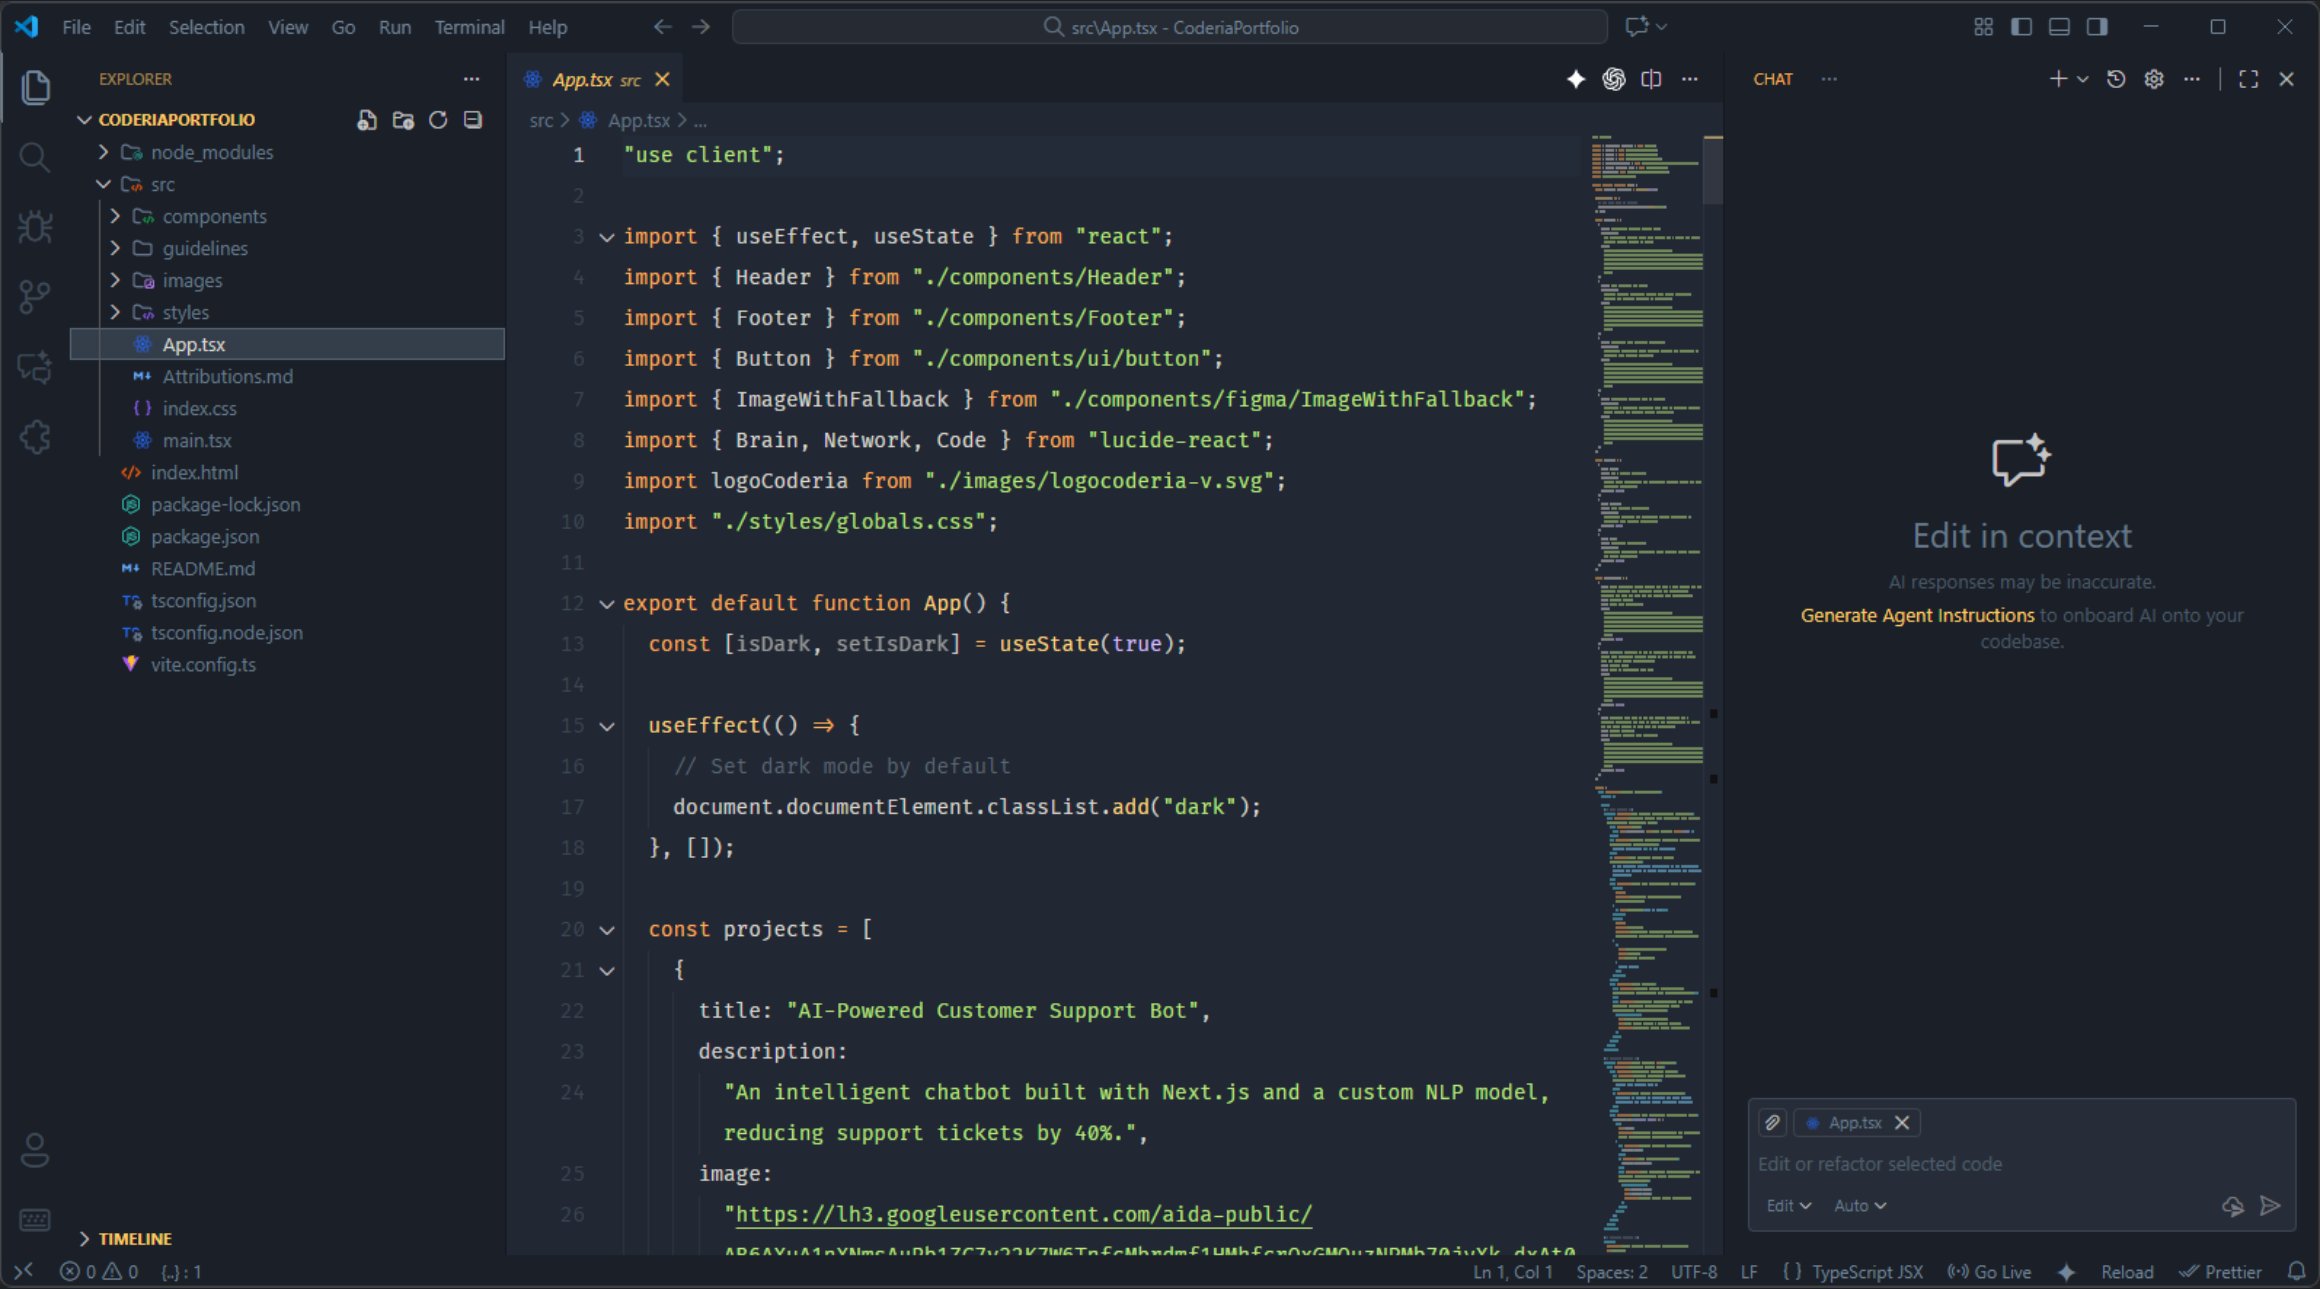 File Edit Selection View Go Run Terminal Help
src\App.tsx - CoderiaPortfolio
EXPLORER
CODERIAPORTFOLIO
node_modules
src
components
guidelines
images
styles
App.tsx
Attributions.md
index.css
main.tsx
index.html
package-lock.json
package.json
README.md
tsconfig.json
tsconfig.node.json
vite.config.ts
TIMELINE
App.tsx src
src > App.tsx > ...
1 "use client";
2
3 import { useEffect, useState } from "react";
4 import { Header } from "./components/Header";
5 import { Footer } from "./components/Footer";
6 import { Button } from "./components/ui/button";
7 import { ImageWithFallback } from "./components/figma/ImageWithFallback";
8 import { Brain, Network, Code } from "lucide-react";
9 import logoCoderia from "./images/logocoderia-v.svg";
10 import "./styles/globals.css";
11
12 export default function App() {
13 const [isDark, setIsDark] = useState(true);
14
15 useEffect(() => {
16 // Set dark mode by default
17 document.documentElement.classList.add("dark");
18 }, []);
19
20 const projects = [
21 {
22 title: "AI-Powered Customer Support Bot",
23 description:
24 "An intelligent chatbot built with Next.js and a custom NLP model,
reducing support tickets by 40%.",
25 image:
26 "https://lh3.googleusercontent.com/aida-public/
CHAT
Edit in context
AI responses may be inaccurate.
Generate Agent Instructions to onboard AI onto your
codebase.
App.tsx
Edit or refactor selected code
Edit Auto
0 0 {..} : 1
Ln 1, Col 1 Spaces: 2 UTF-8 LF { } TypeScript JSX Go Live Reload Prettier